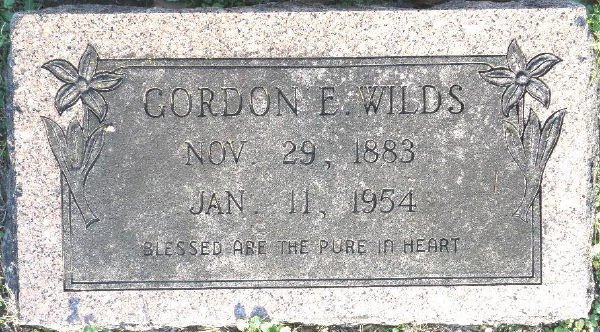 GORDON E. WILDS
NOV. 29, 1883
JAN. 11, 1954
BLESSED ARE THE PURE IN HEART